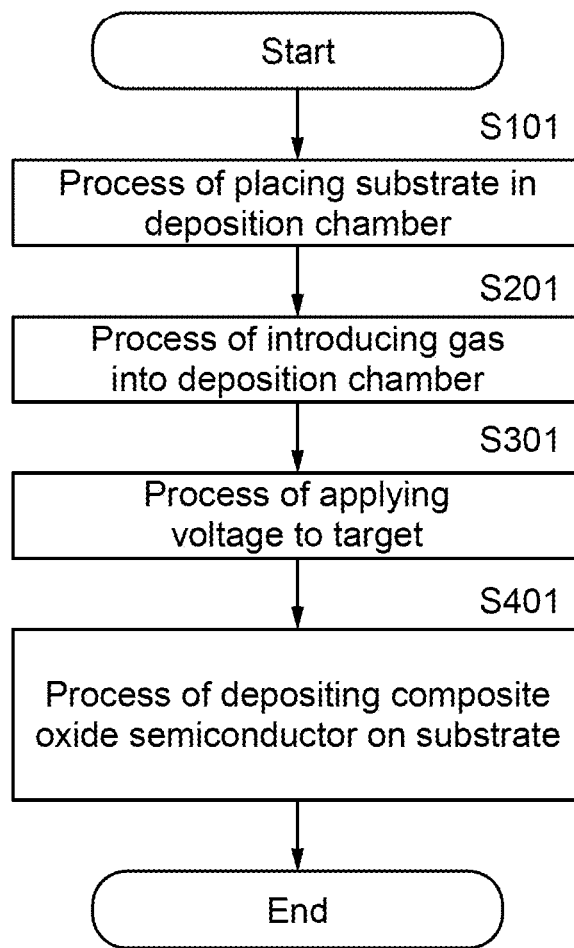 Start
S101
Process of placing substrate in
deposition chamber
S201
Process of introducing gas
into deposition chamber
S301
Process of applying
voltage to target
S401
Process of depositing composite
oxide semiconductor on substrate
End